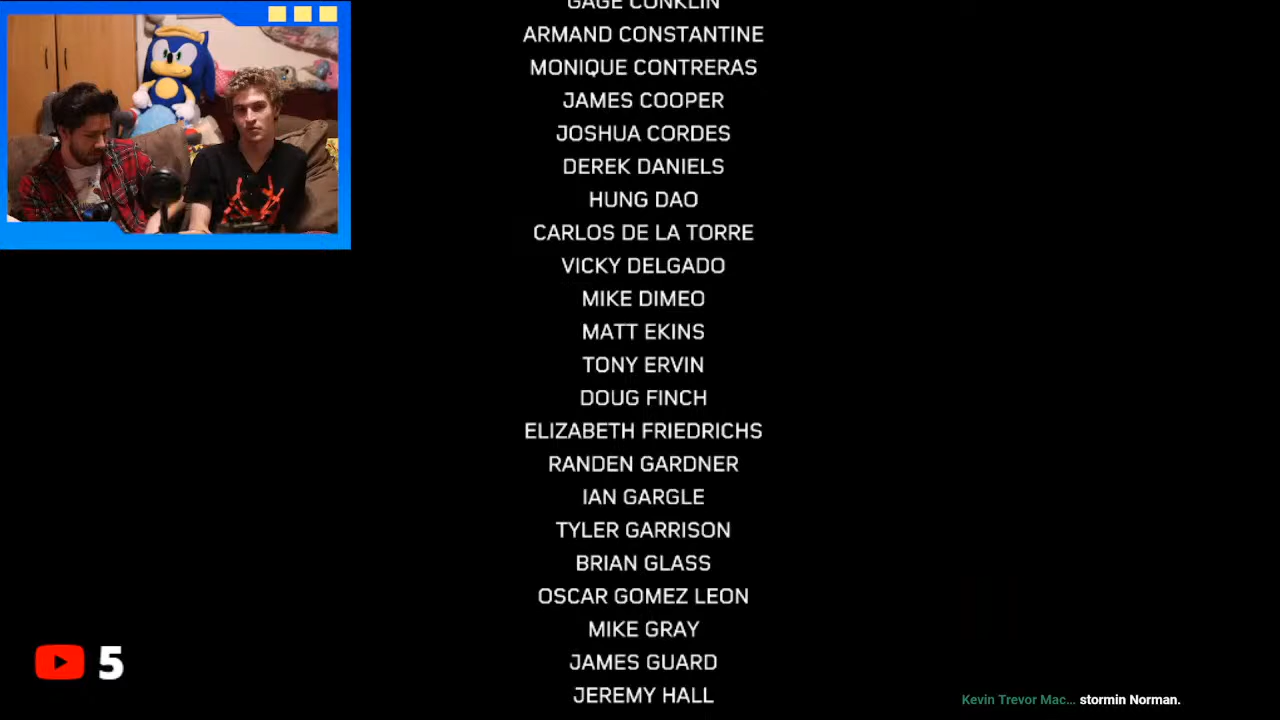 GAGE CONKLIN
ARMAND CONSTANTINE
MONIQUE CONTRERAS
JAMES COOPER
JOSHUA CORDES
DEREK DANIELS
HUNG DAO
CARLOS DE LA TORRE
VICKY DELGADO
MIKE DIMEO
MATT EKINS
TONY ERVIN
DOUG FINCH
ELIZABETH FRIEDRICHS
RANDEN GARDNER
IAN GARGLE
TYLER GARRISON
BRIAN GLASS
OSCAR GOMEZ LEON
MIKE GRAY
JAMES GUARD
JEREMY HALL
5
Kevin Trevor Mac... stormin Norman.